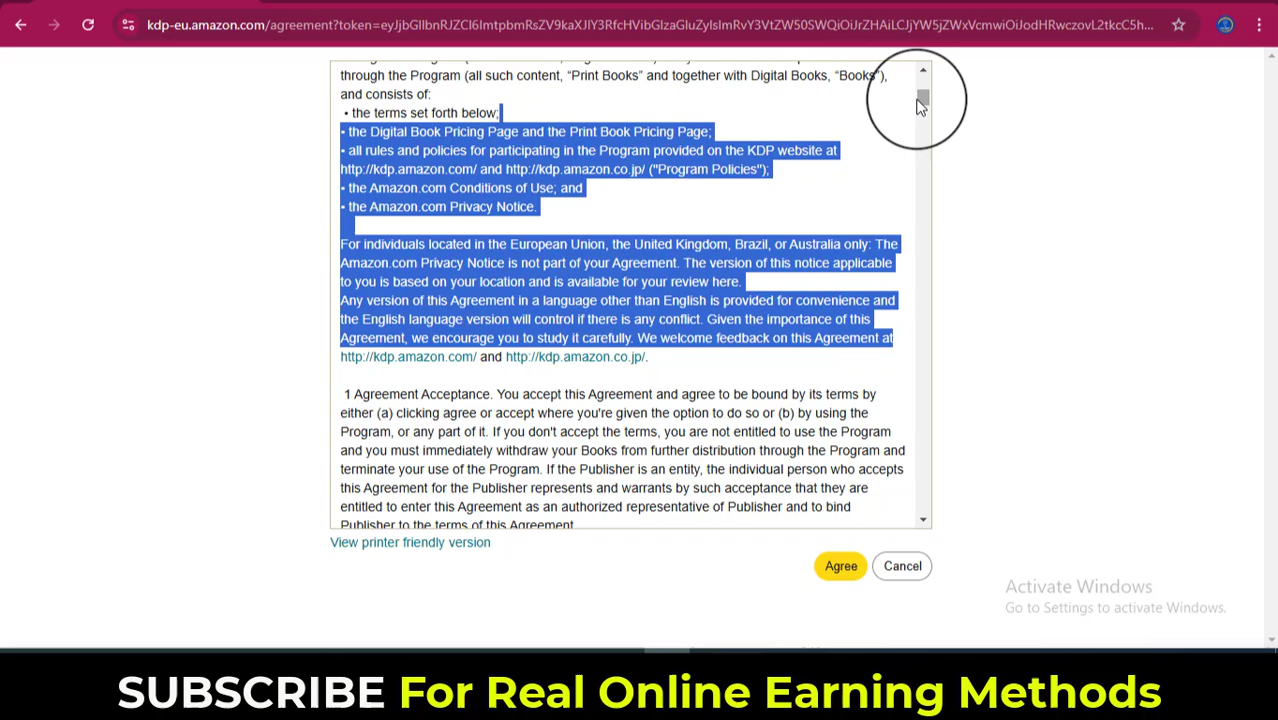 kdp-eu.amazon.com/agreement?token=eyJjbGllbnRJZCI6ImtpbmRsZV9kaXJlY3RfcHVibGlzaGluZyIsImRvY3VtZW50SWQiOiJrZHAiLCJjYW5jZWxVcmwiOiJodHRwczovL2tkcC5h...
through the Program (all such content, “Print Books” and together with Digital Books, “Books”),
and consists of:
• the terms set forth below;
• the Digital Book Pricing Page and the Print Book Pricing Page;
• all rules and policies for participating in the Program provided on the KDP website at
http://kdp.amazon.com/ and http://kdp.amazon.co.jp/ ("Program Policies");
• the Amazon.com Conditions of Use; and
• the Amazon.com Privacy Notice.
For individuals located in the European Union, the United Kingdom, Brazil, or Australia only: The
Amazon.com Privacy Notice is not part of your Agreement. The version of this notice applicable
to you is based on your location and is available for your review here.
Any version of this Agreement in a language other than English is provided for convenience and
the English language version will control if there is any conflict. Given the importance of this
Agreement, we encourage you to study it carefully. We welcome feedback on this Agreement at
http://kdp.amazon.com/ and http://kdp.amazon.co.jp/.
1 Agreement Acceptance. You accept this Agreement and agree to be bound by its terms by
either (a) clicking agree or accept where you're given the option to do so or (b) by using the
Program, or any part of it. If you don't accept the terms, you are not entitled to use the Program
and you must immediately withdraw your Books from further distribution through the Program and
terminate your use of the Program. If the Publisher is an entity, the individual person who accepts
this Agreement for the Publisher represents and warrants by such acceptance that they are
entitled to enter this Agreement as an authorized representative of Publisher and to bind
Publisher to the terms of this Agreement.
View printer friendly version
Agree
Cancel
Activate Windows
Go to Settings to activate Windows.
SUBSCRIBE For Real Online Earning Methods